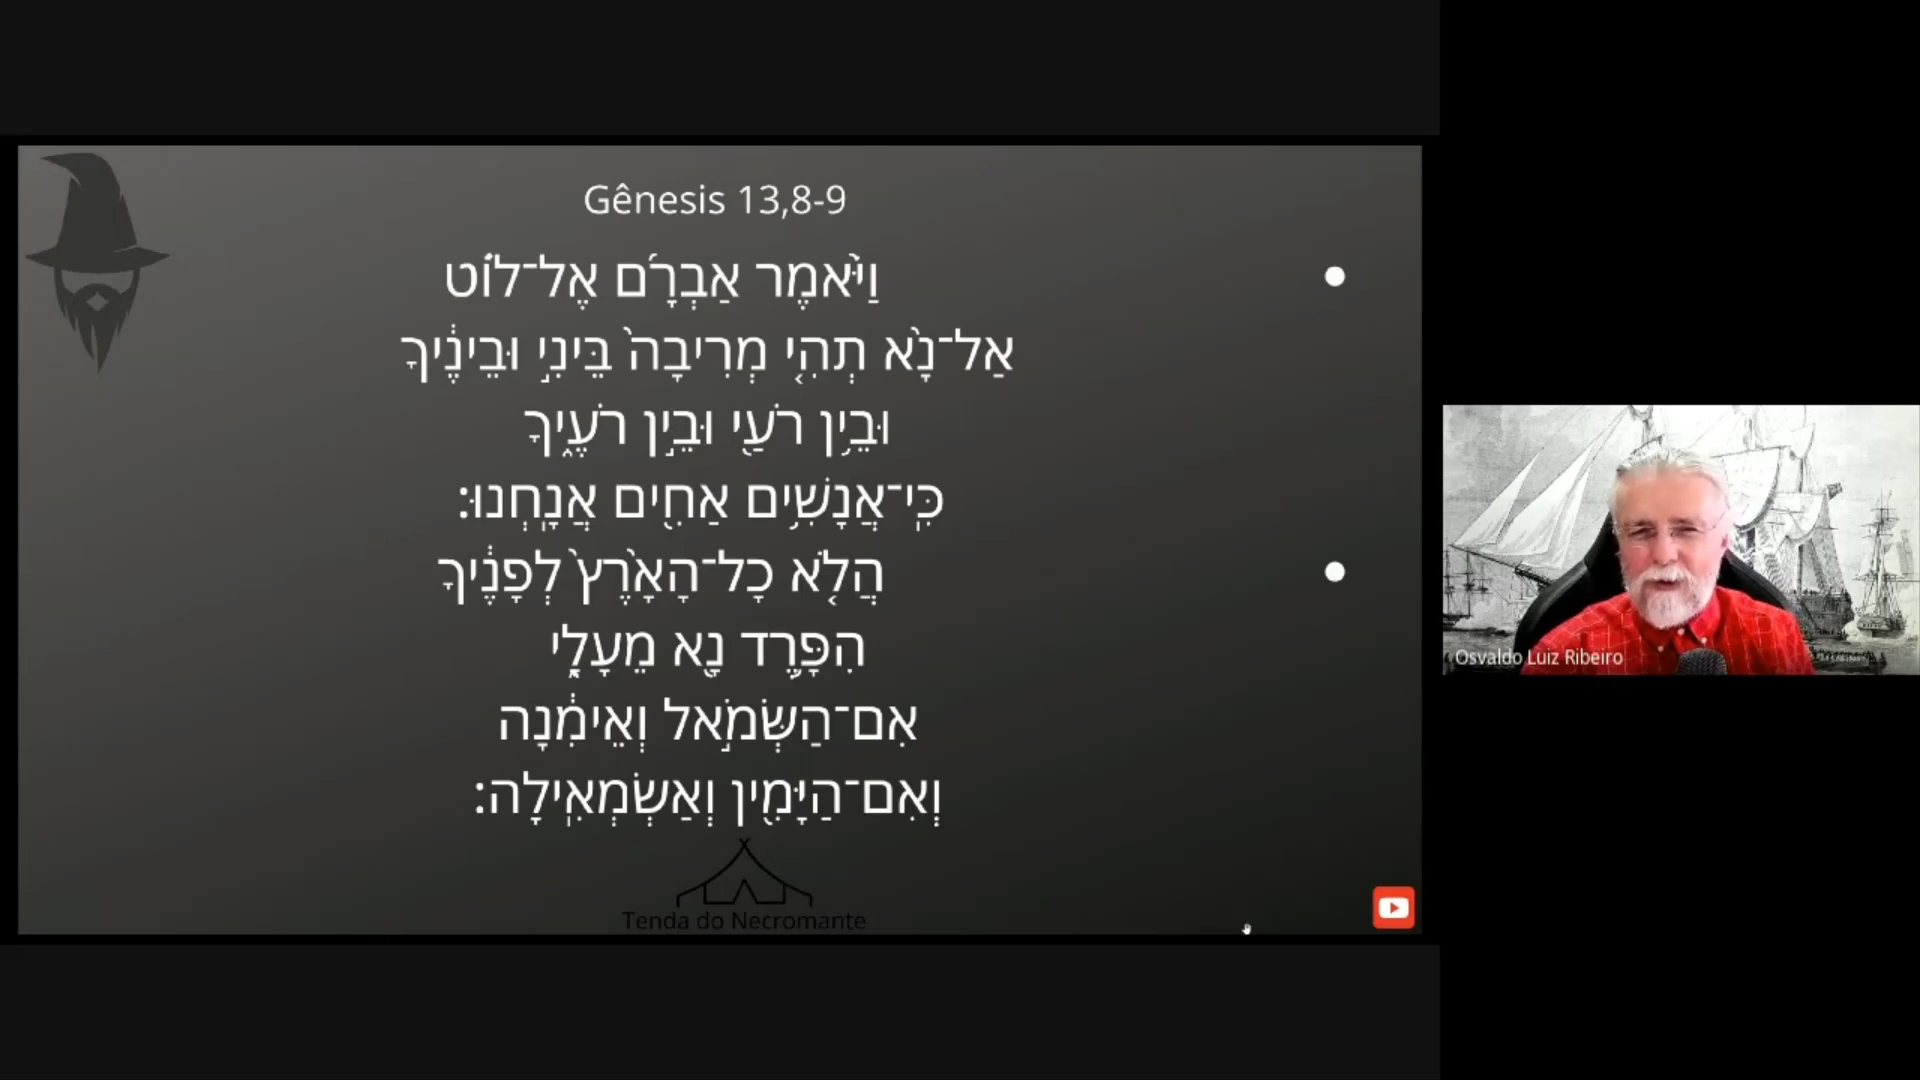 Gênesis 13,8-9
וַיֹּ֨אמֶר אַבְרָ֜ם אֶל־ל֗וֹט
אַל־נָ֨א תְהִ֤י מְרִיבָה֙ בֵּינִ֣י וּבֵינֶ֔יךָ
וּבֵ֥ין רֹעַ֖י וּבֵ֣ין רֹעֶ֑יךָ
כִּֽי־אֲנָשִׁ֥ים אַחִ֖ים אֲנָֽחְנוּ׃
הֲלֹ֤א כָל־הָאָ֙רֶץ֙ לְפָנֶ֔יךָ
הִפָּ֥רֶד נָ֖א מֵעָלָ֑י
אִם־הַשְּׂמֹ֣אל וְאֵימִ֔נָה
וְאִם־הַיָּמִ֖ין וְאַשְׂמְאִֽילָה׃
Tenda do Necromante
Osvaldo Luiz Ribeiro